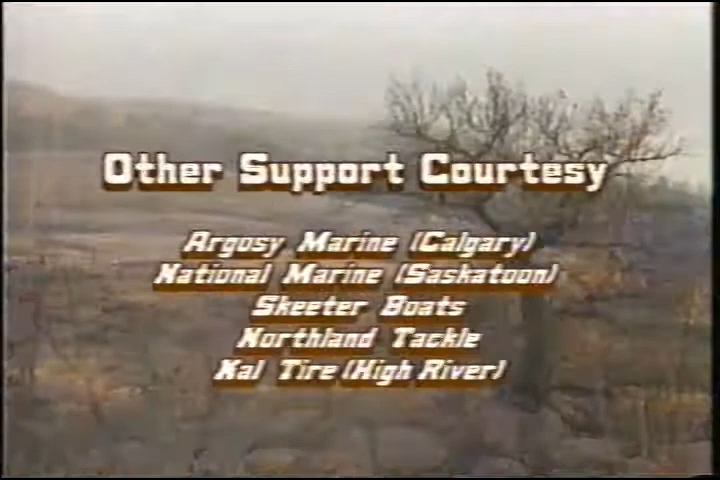 Other Support Courtesy
Argosy Marine (Calgary)
National Marine (Saskatoon)
Skeeter Boats
Northland Tackle
Kal Tire (High River)